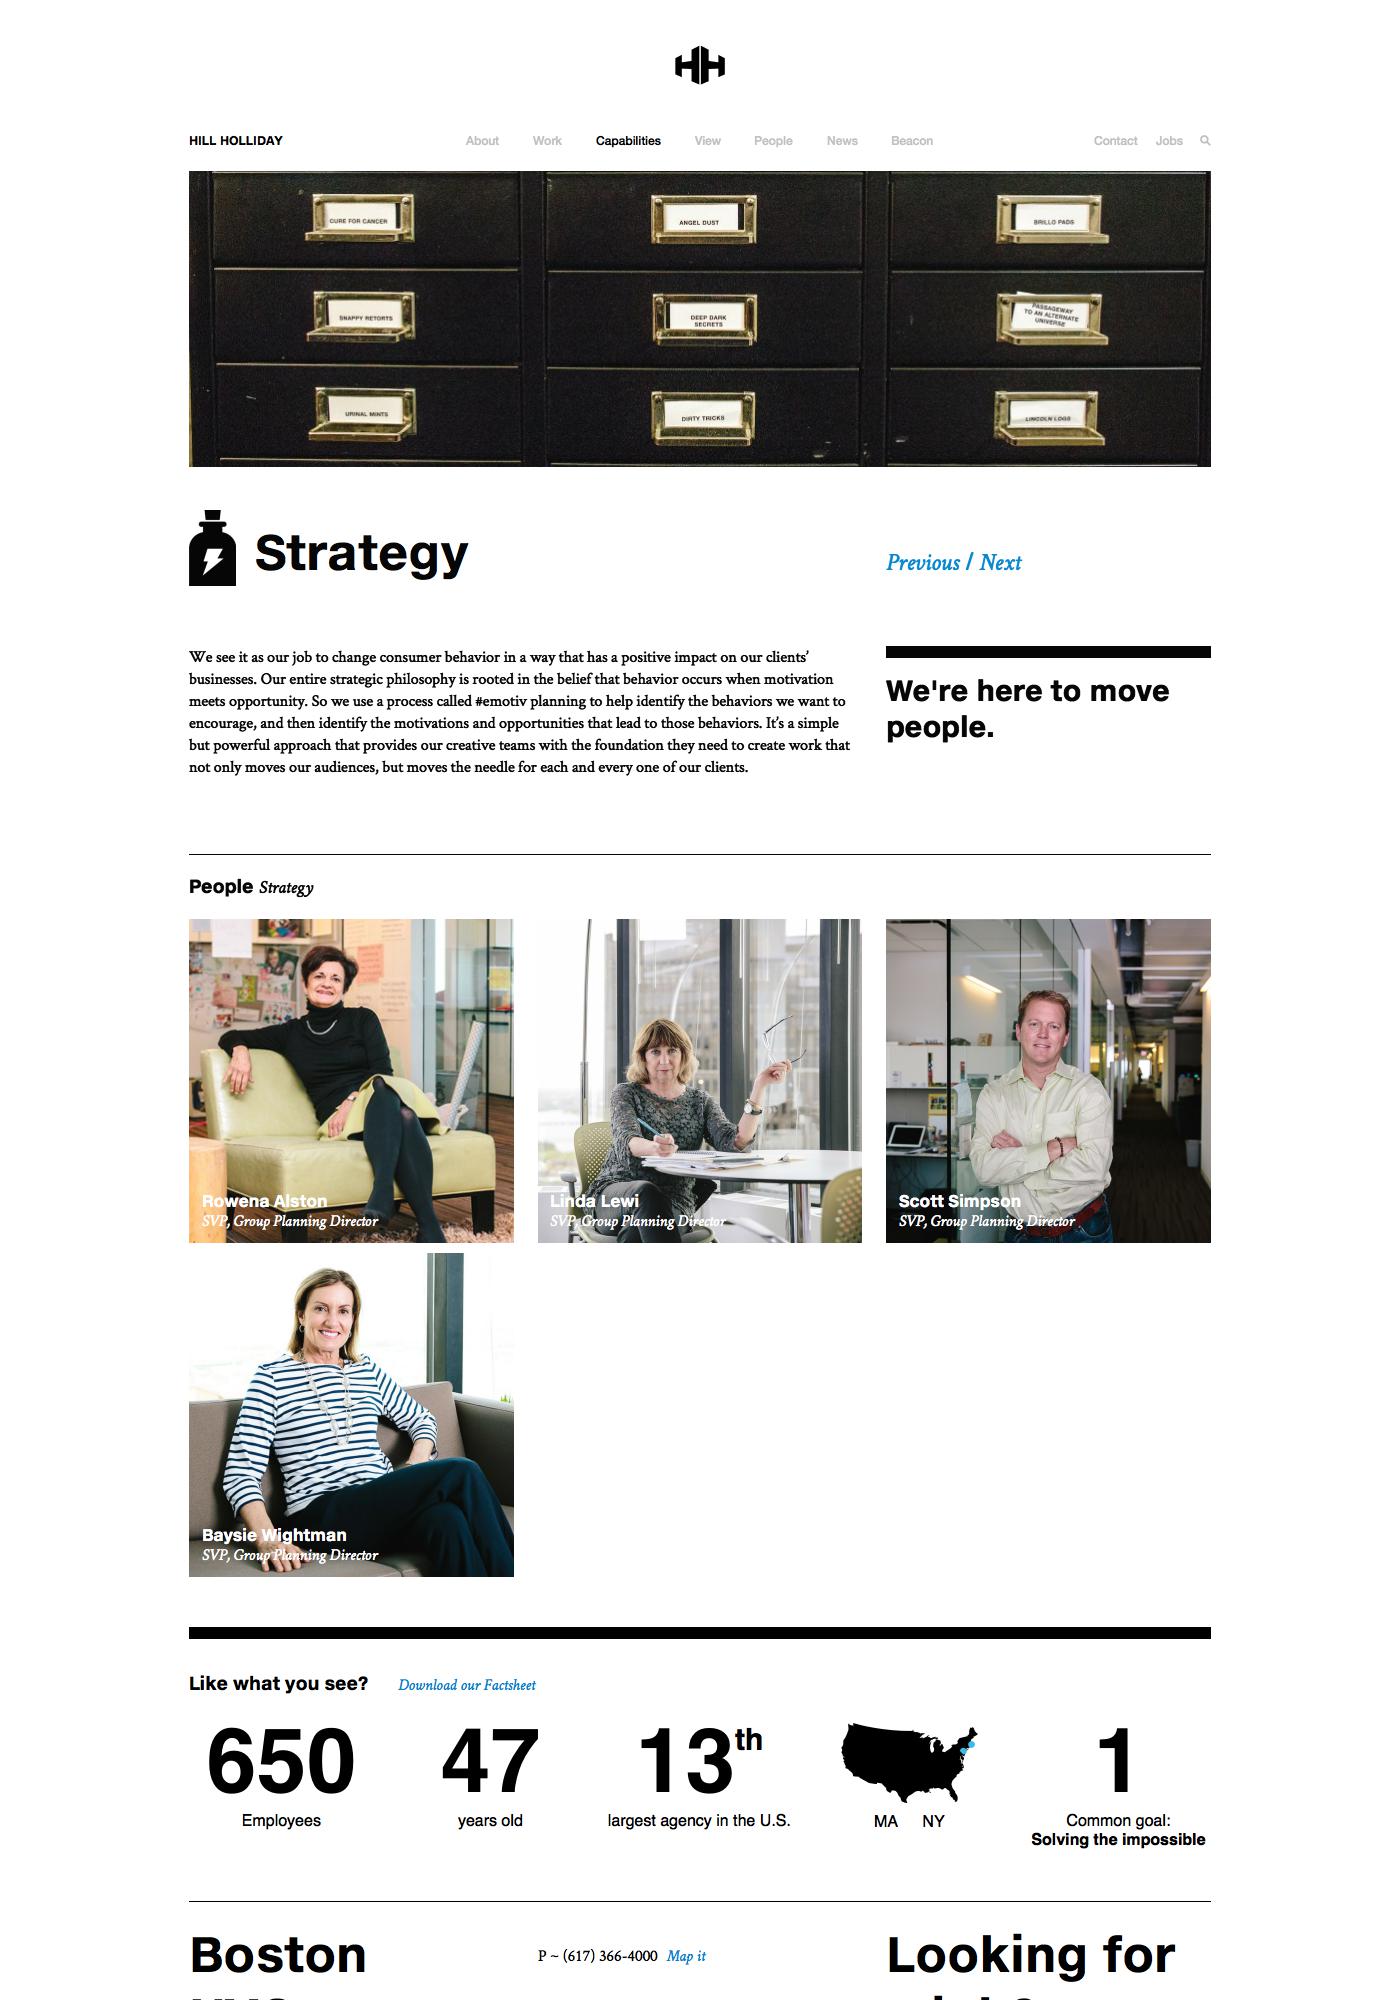 HILL HOLLIDAY
About
Work
Capabilities
View
People
News
Beacon
Contact
Jobs
CURE FOR CANCER
ANGEL DUST
BRILLO PADS
SNAPPY RETORTS
DEEP DARK
SECRETS
PASSAGEWAY
TO AN ALTERNATE
UNIVERSE
URINAL MINTS
DIRTY TRICKS
LINCOLN LOGS
Strategy
Previous / Next
We see it as our job to change consumer behavior in a way that has a positive impact on our clients’
businesses. Our entire strategic philosophy is rooted in the belief that behavior occurs when motivation
meets opportunity. So we use a process called #emotiv planning to help identify the behaviors we want to
encourage, and then identify the motivations and opportunities that lead to those behaviors. It’s a simple
but powerful approach that provides our creative teams with the foundation they need to create work that
not only moves our audiences, but moves the needle for each and every one of our clients.
We're here to move
people.
People Strategy
Rowena Alston
SVP, Group Planning Director
Linda Lewi
SVP, Group Planning Director
Scott Simpson
SVP, Group Planning Director
Baysie Wightman
SVP, Group Planning Director
Like what you see?
Download our Factsheet
650
Employees
47
years old
13th
largest agency in the U.S.
MA NY
1
Common goal:
Solving the impossible
Boston
P ~ (617) 366-4000 Map it
Looking for